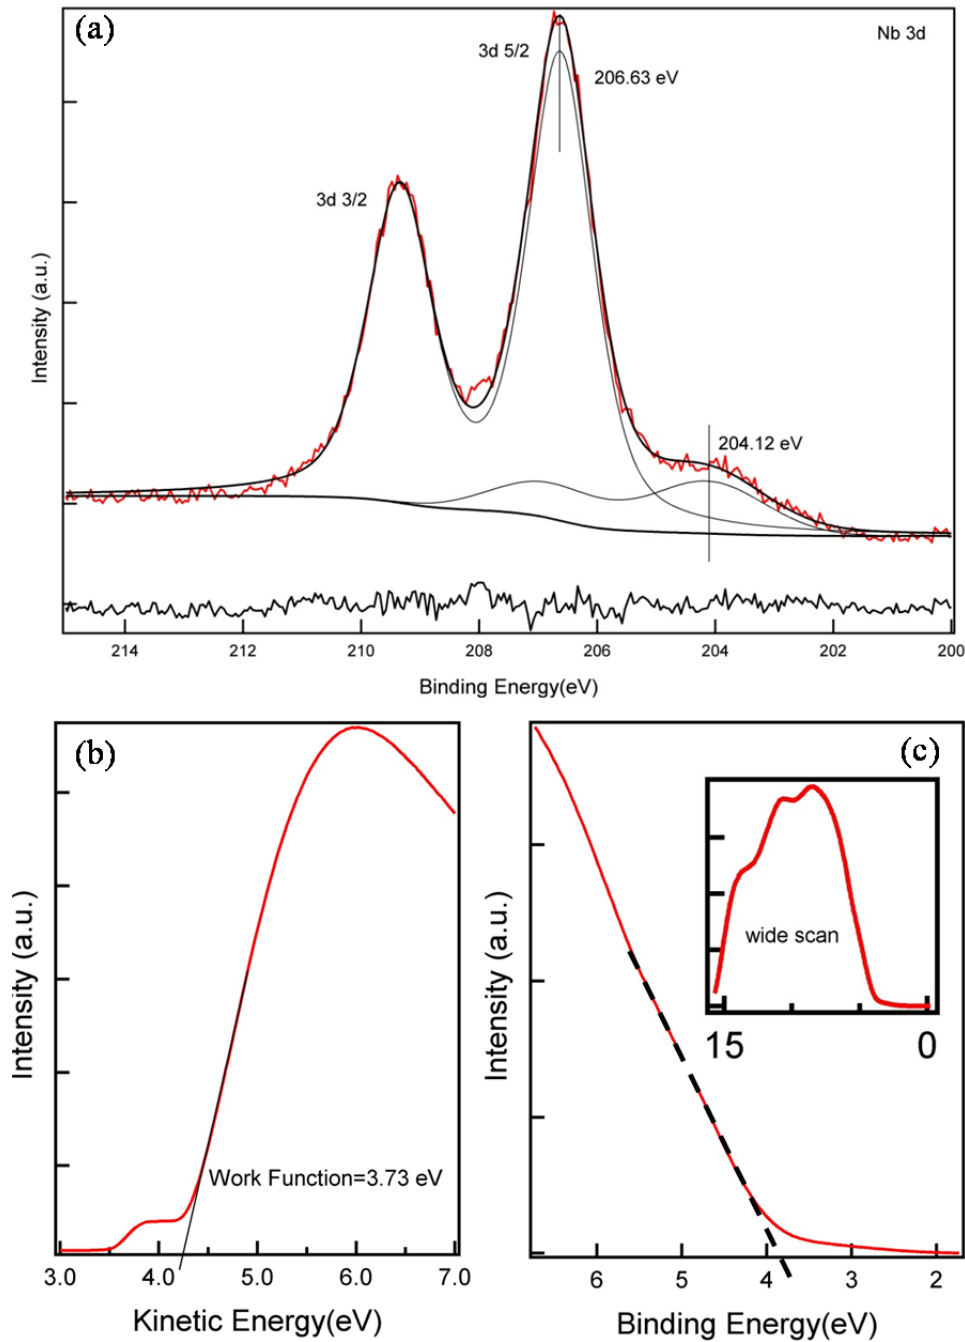 (a)
Nb 3d
3d 5/2
206.63 eV
3d 3/2
204.12 eV
Intensity (a.u.)
214 212 210 208 206 204 202 200
Binding Energy(eV)
(b)
Intensity (a.u.)
Work Function=3.73 eV
3.0 4.0 5.0 6.0 7.0
Kinetic Energy(eV)
(c)
Intensity (a.u.)
wide scan
15 0
6 5 4 3 2
Binding Energy(eV)